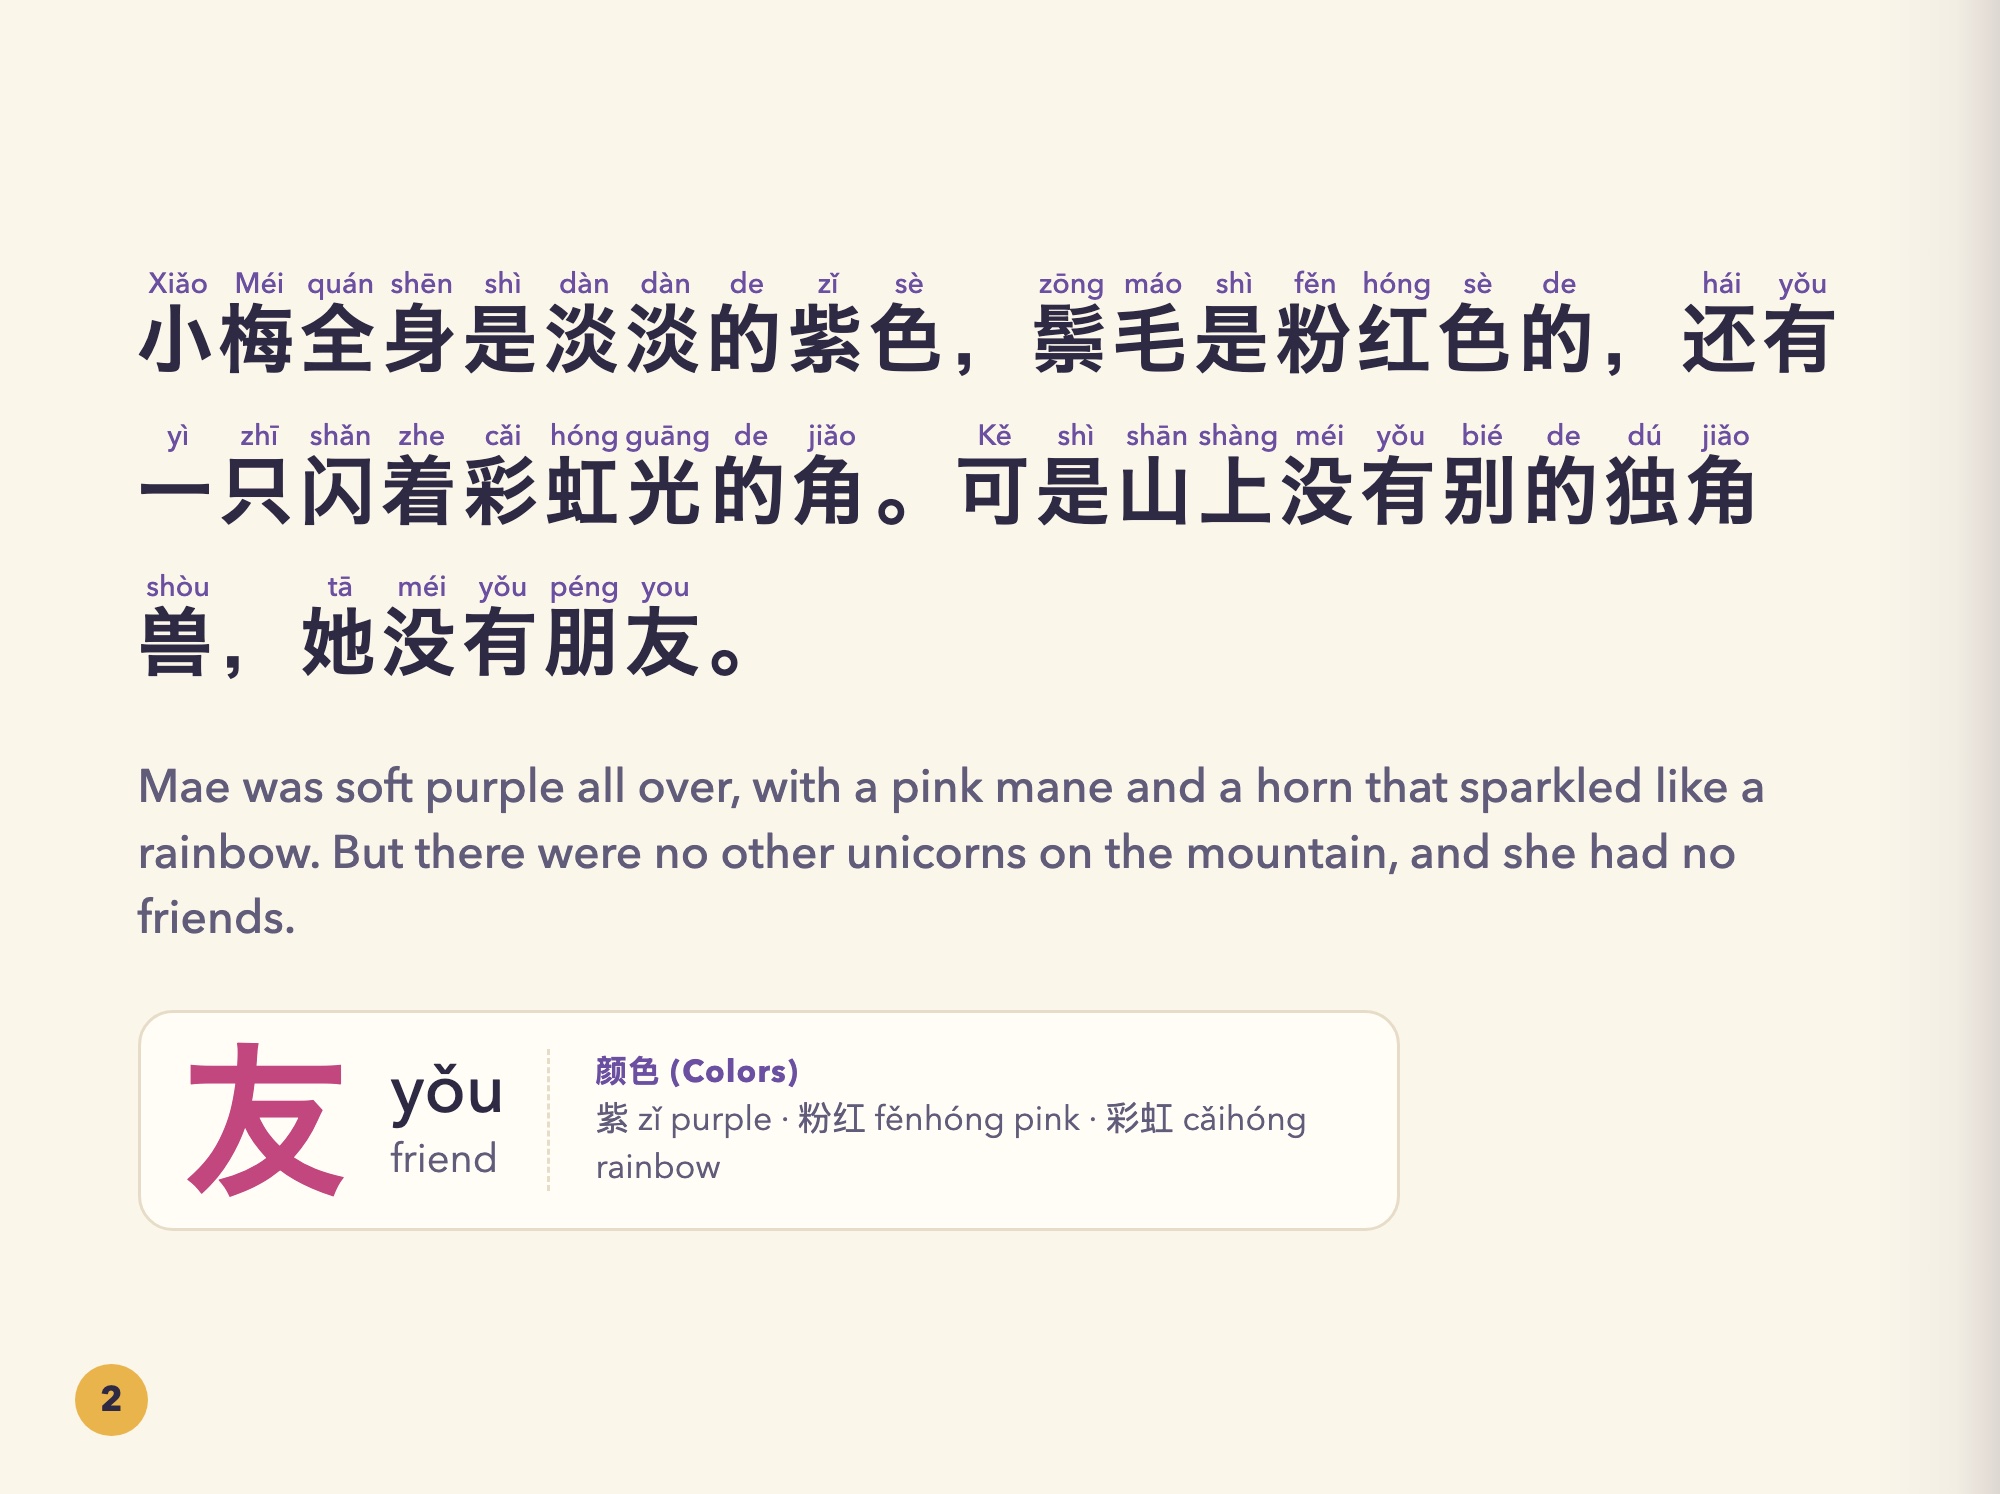 Xiǎo Méi quán shēn shì dàn dàn de zǐ sè zōng máo shì fěn hóng sè de hái yǒu
小梅全身是淡淡的紫色，鬃毛是粉红色的，还有
yì zhī shǎn zhe cǎi hóng guāng de jiǎo Kě shì shān shàng méi yǒu bié de dú jiǎo
一只闪着彩虹光的角。可是山上没有别的独角
shòu tā méi yǒu péng you
兽，她没有朋友。
Mae was soft purple all over, with a pink mane and a horn that sparkled like a
rainbow. But there were no other unicorns on the mountain, and she had no
friends.
友
yǒu
friend
颜色 (Colors)
紫 zǐ purple · 粉红 fěnhóng pink · 彩虹 cǎihóng
rainbow
2